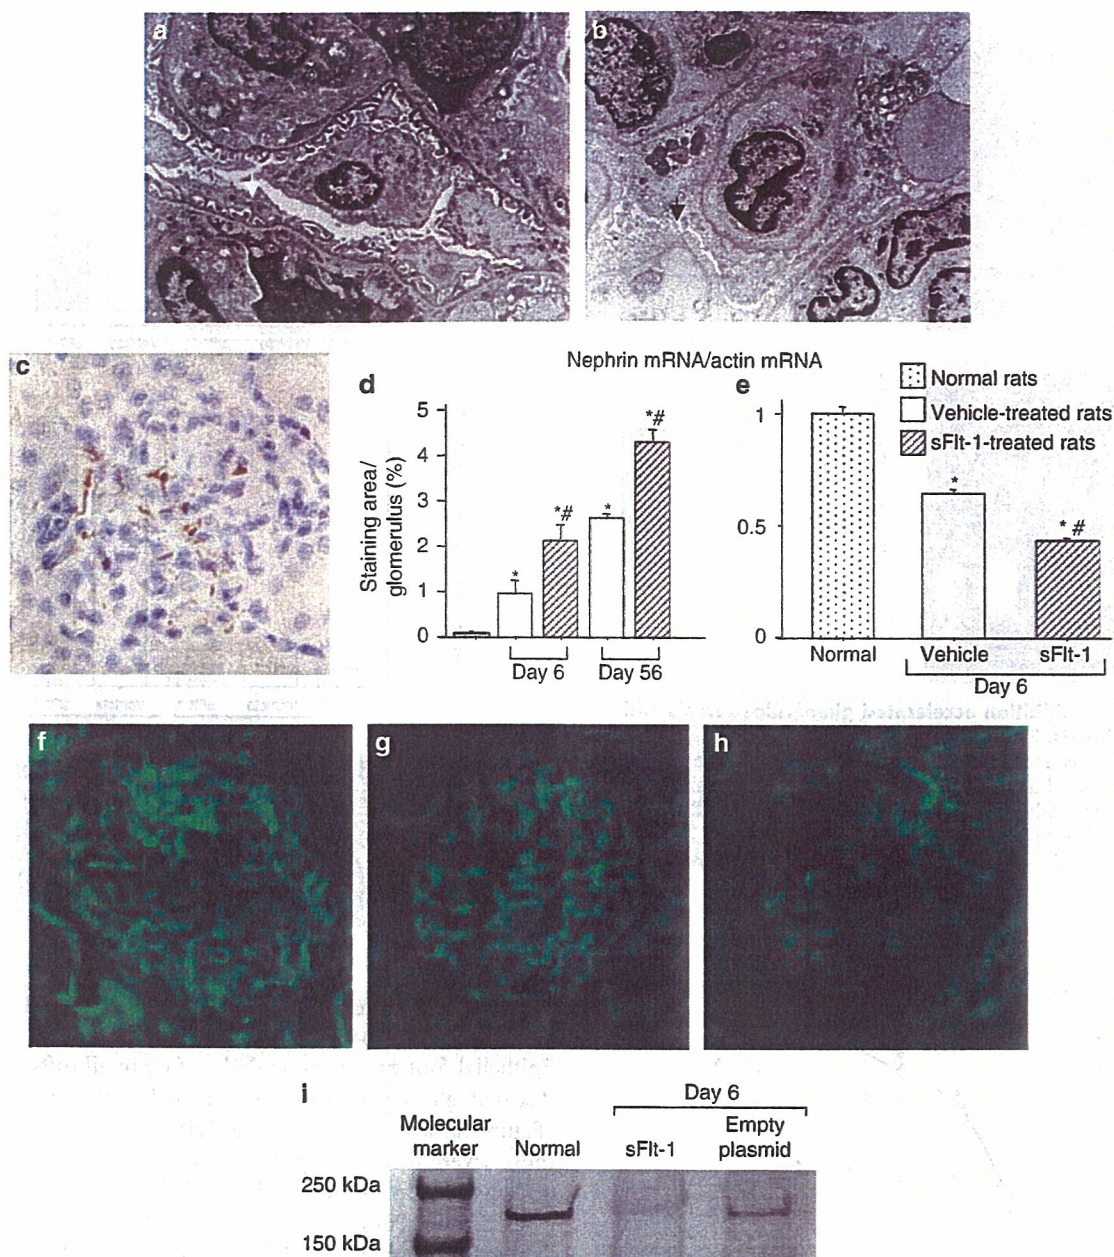 a
b
c
d
Nephrin mRNA/actin mRNA
e
Normal rats
Vehicle-treated rats
sFlt-1-treated rats
Staining area/
glomerulus (%)
5
4
3
2
1
0
*
*#
*
*#
Day 6
Day 56
1
0.5
0
*
* #
Normal
Vehicle
sFlt-1
Day 6
f
g
h
i
Day 6
Molecular
marker
Normal
sFlt-1
Empty
plasmid
250 kDa
150 kDa